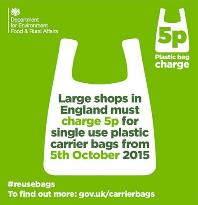 Department
for Environment
Food & Rural Affairs
5p
Plastic bag
charge
Large shops in
England must
charge 5p for
single use plastic
carrier bags from
5th October 2015
#reusebags
To find out more: gov.uk/carrierbags